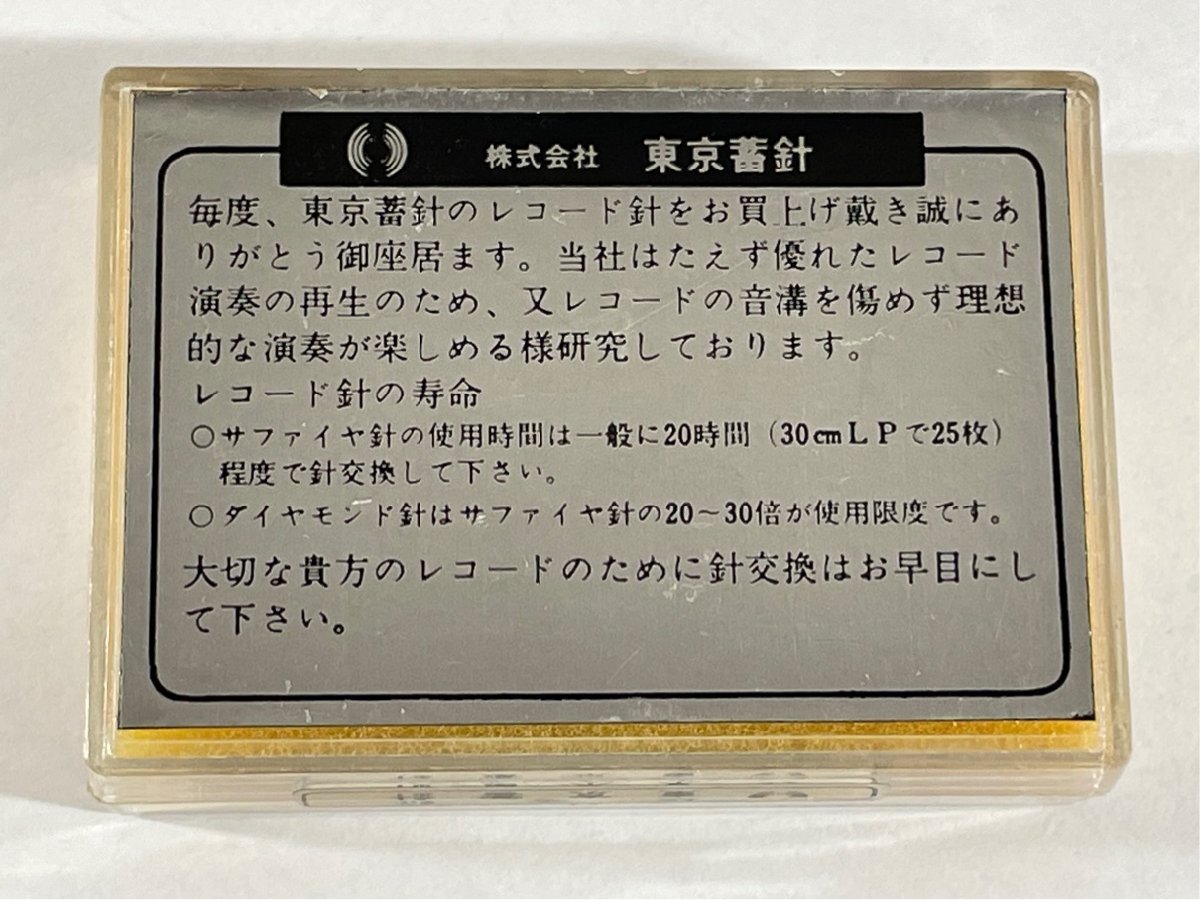 株式会社 東京蓄針
毎度、東京蓄針のレコード針をお買上げ戴き誠にあ
りがとう御座居ます。当社はたえず優れたレコード
演奏の再生のため、又レコードの音溝を傷めず理想
的な演奏が楽しめる様研究しております。
レコード針の寿命
○サファイヤ針の使用時間は一般に20時間（30cmＬＰで25枚）
程度で針交換して下さい。
○ダイヤモンド針はサファイヤ針の20～30倍が使用限度です。
大切な貴方のレコードのために針交換はお早目にし
て下さい。